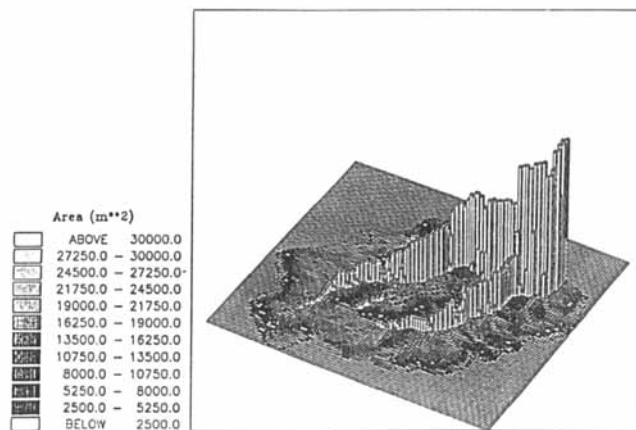 Area (m**2)
ABOVE 30000.0
27250.0 - 30000.0
24500.0 - 27250.0
21750.0 - 24500.0
19000.0 - 21750.0
16250.0 - 19000.0
13500.0 - 16250.0
10750.0 - 13500.0
8000.0 - 10750.0
5250.0 - 8000.0
2500.0 - 5250.0
BELOW 2500.0